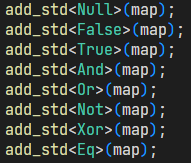 add_std<Null>(map);
add_std<False>(map);
add_std<True>(map);
add_std<And>(map);
add_std<Or>(map);
add_std<Not>(map);
add_std<Xor>(map);
add_std<Eq>(map);